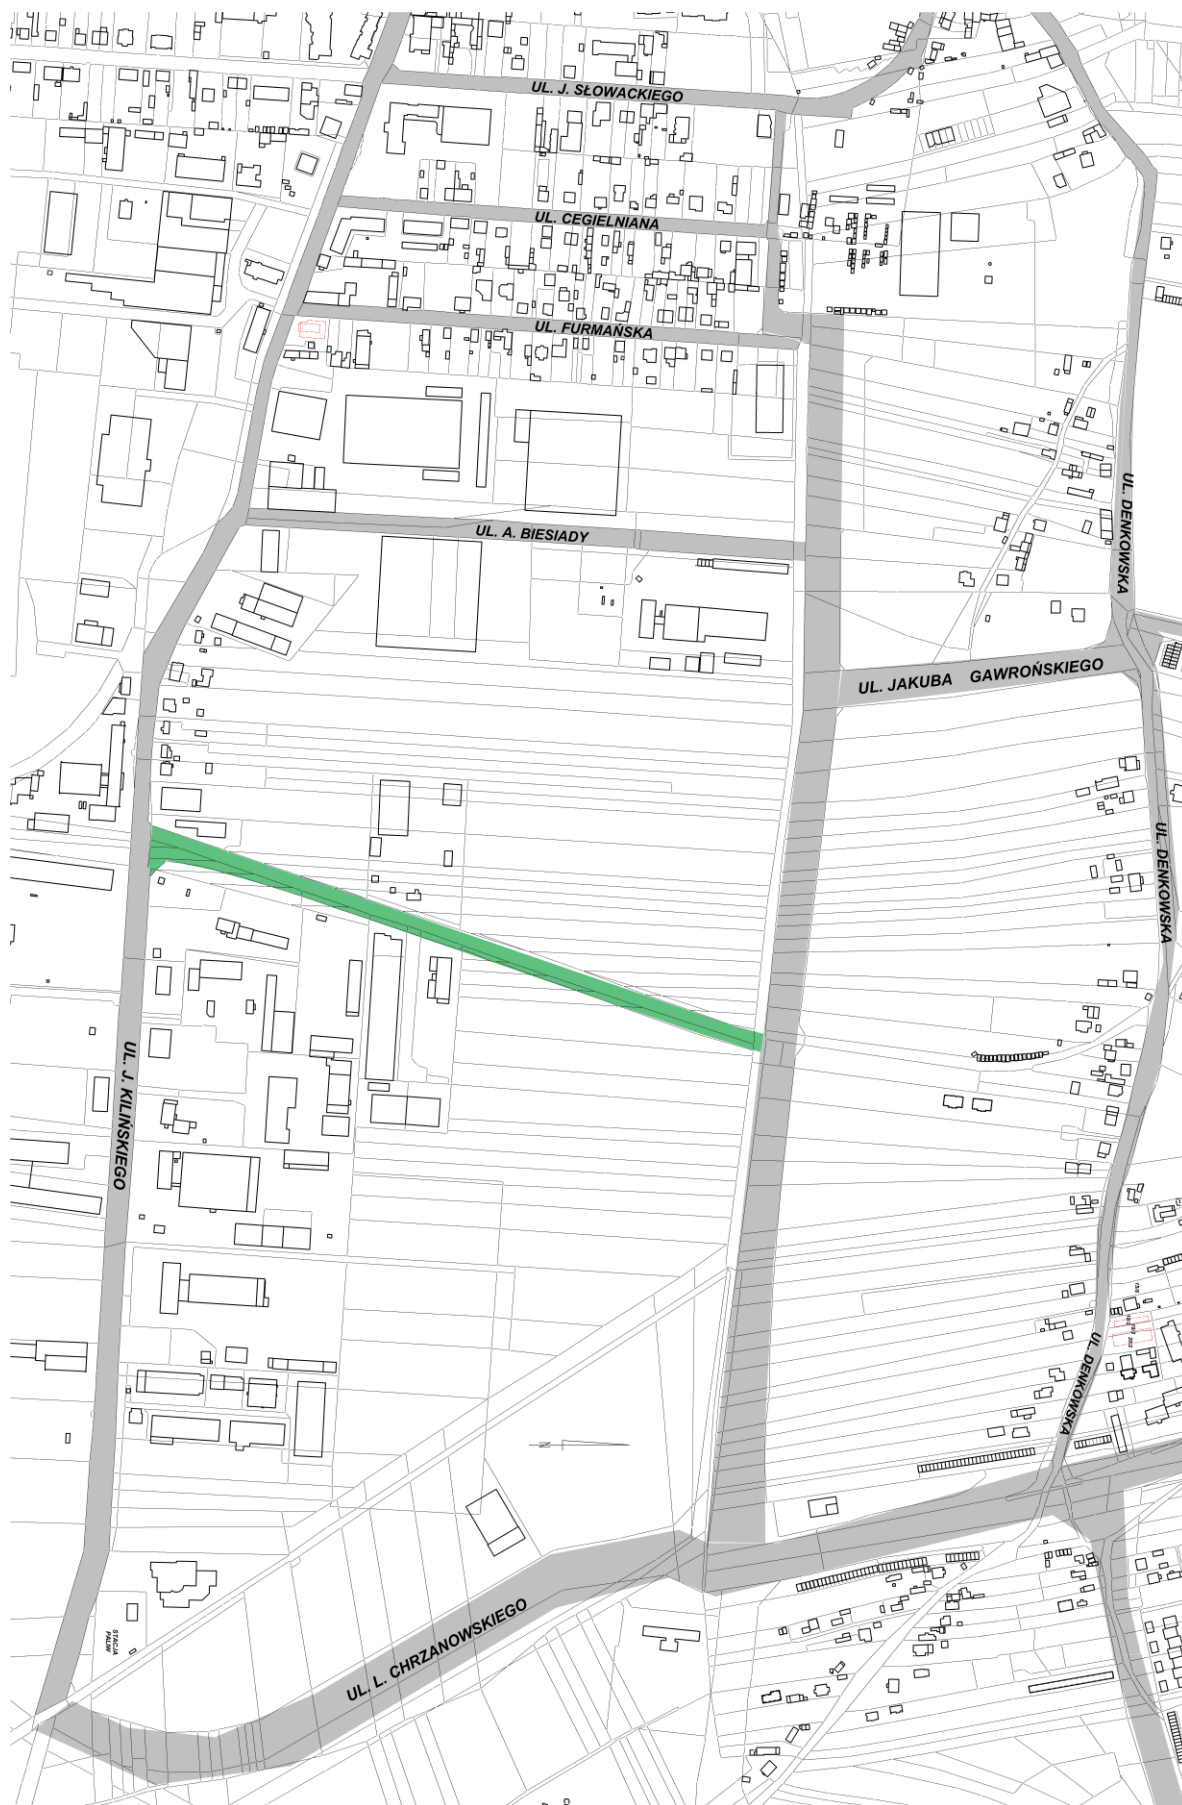 UL. J. SŁOWACKIEGO
UL. CEGIELNIANA
UL. FURMAŃSKA
UL. DENKOWSKA
UL. A. BIESIADY
UL. JAKUBA GAWROŃSKIEGO
UL. DENKOWSKA
UL. J. KILIŃSKIEGO
UL. DENKOWSKA
N
UL. L. CHRZANOWSKIEGO
STACJA
PALIW